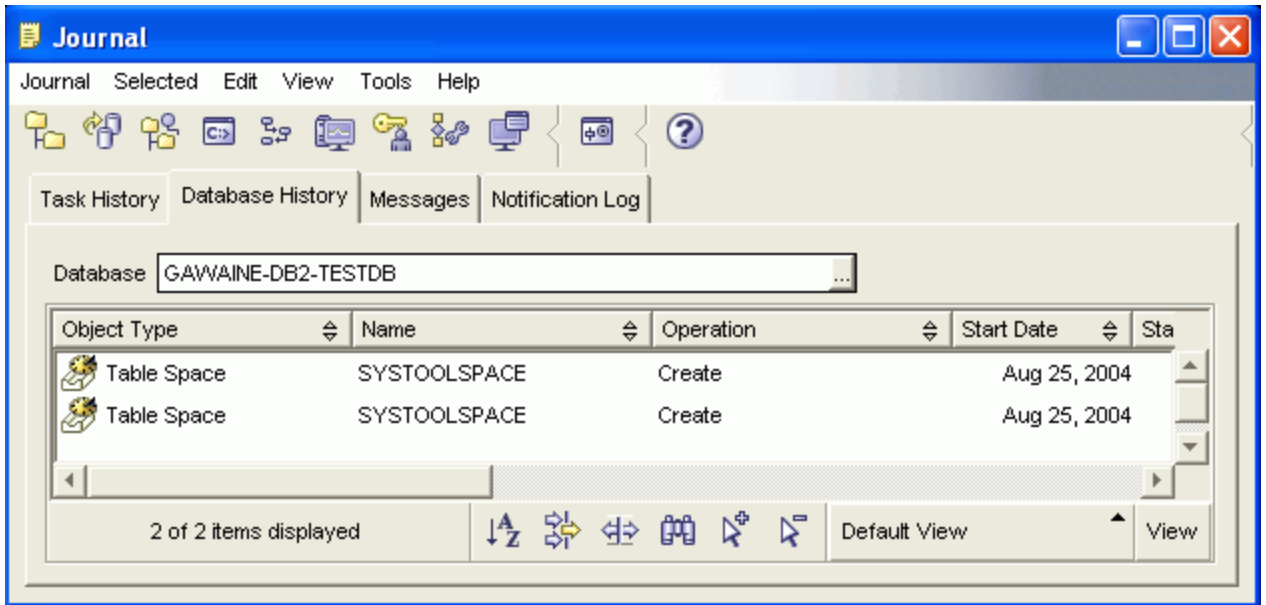 Journal
Journal Selected Edit View Tools Help
Task History Database History Messages Notification Log
Database GAWAINE-DB2-TESTDB ...
Object Type Name Operation Start Date Sta
Table Space SYSTOOLSPACE Create Aug 25, 2004
Table Space SYSTOOLSPACE Create Aug 25, 2004
2 of 2 items displayed Default View View